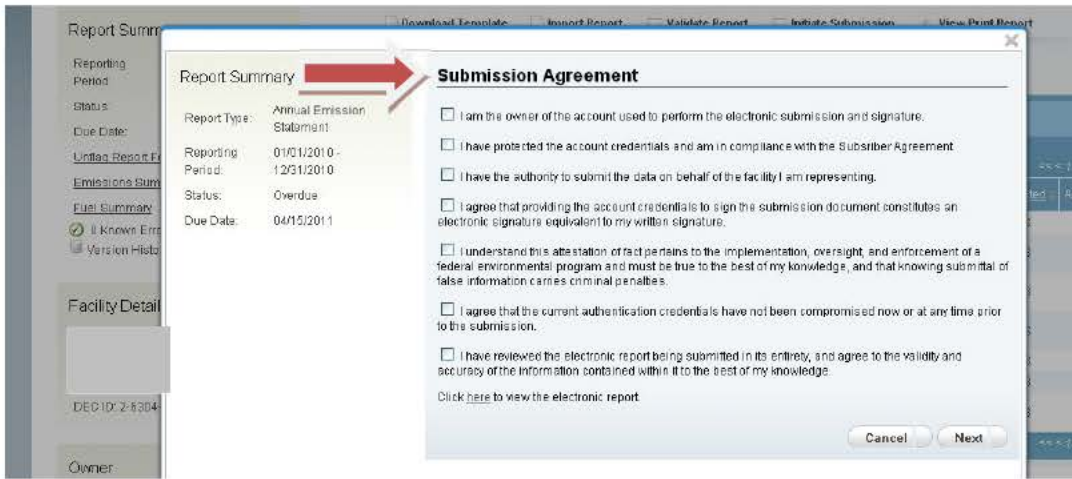 Download Template Import Report Validate Report Initiate Submission View Print Report
Report Summ
Reporting
Period
Status
Due Date:
Unflag Report F
Emissions Sum
Fuel Summary
Known Erro
Version Histo
Facility Detail
DEC ID: 2-6304-
Owner
Report Summary
Report Type: Annual Emission
Statement
Reporting 01/01/2010 -
Period: 12/31/2010
Status: Overdue
Due Date: 04/15/2011
Submission Agreement
I am the owner of the account used to perform the electronic submission and signature.
I have protected the account credentials and am in compliance with the Subsriber Agreement
I have the authority to submit the data on behalf of the facility I am representing.
I agree that providing the account credentials to sign the submission document constitutes an
electronic signature equivalent to my written signature.
I understand this attestation of fact pertains to the implementation, oversight, and enforcement of a
federal environmental program and must be true to the best of my konwledge, and that knowing submittal of
false information carries criminal penalties.
I agree that the current authentication credentials have not been compromised now or at any time prior
to the submission.
I have reviewed the electronic report being submitted in its entirety, and agree to the validity and
accuracy of the information contained within it to the best of my knowledge.
Click here to view the electronic report
Cancel Next